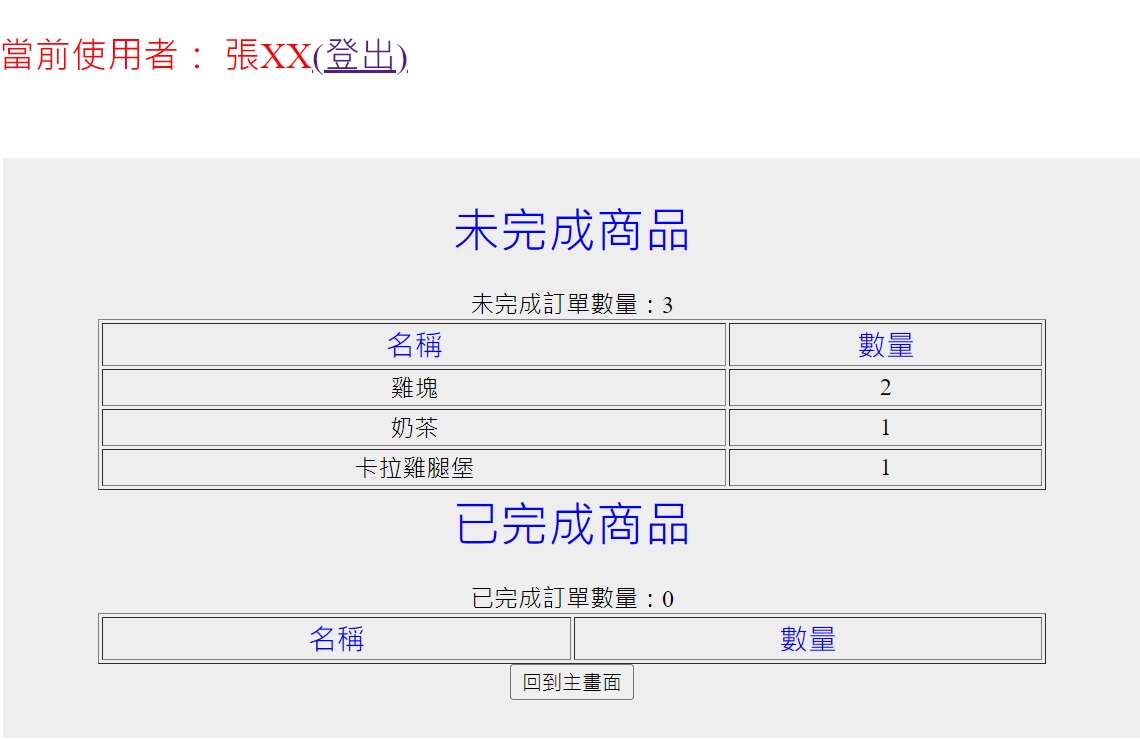 當前使用者： 張XX(登出)
未完成商品
未完成訂單數量：3
名稱 數量
雞塊 2
奶茶 1
卡拉雞腿堡 1
已完成商品
已完成訂單數量：0
名稱 數量
回到主畫面